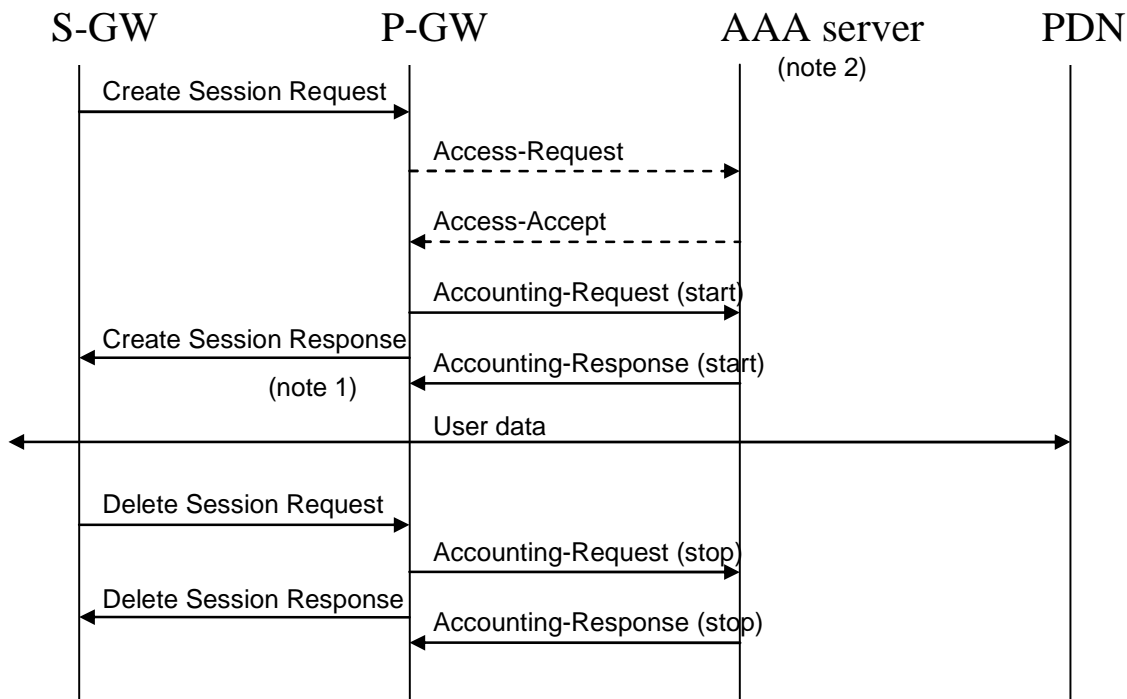 S-GW
P-GW
AAA server
PDN
(note 2)
Create Session Request
Access-Request
Access-Accept
Accounting-Request (start)
Create Session Response
Accounting-Response (start)
(note 1)
User data
Delete Session Request
Accounting-Request (stop)
Delete Session Response
Accounting-Response (stop)